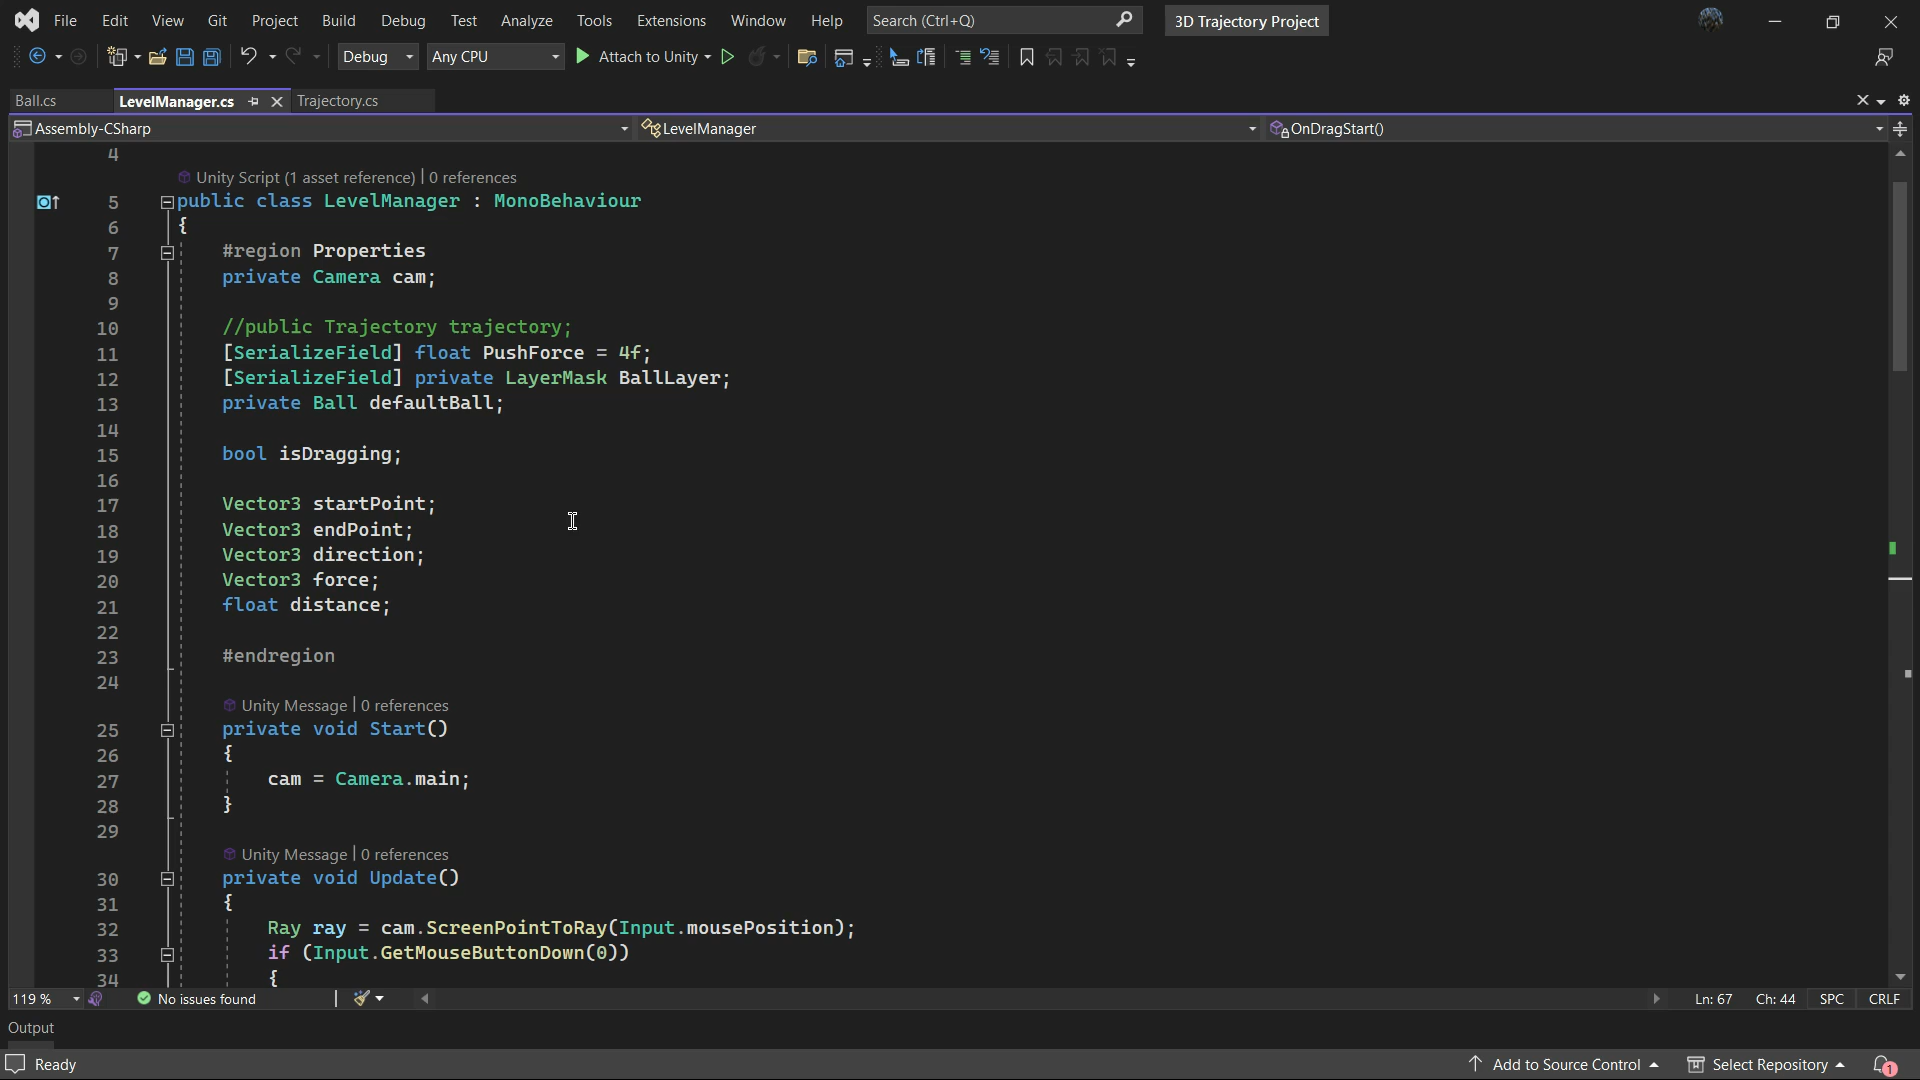 File Edit View Git Project Build Debug Test Analyze Tools Extensions Window Help Search (Ctrl+Q) 3D Trajectory Project
Debug Any CPU Attach to Unity
Ball.cs LevelManager.cs Trajectory.cs
Assembly-CSharp LevelManager OnDragStart()
4
Unity Script (1 asset reference) | 0 references
5 public class LevelManager : MonoBehaviour
6 {
7 #region Properties
8 private Camera cam;
9
10 //public Trajectory trajectory;
11 [SerializeField] float PushForce = 4f;
12 [SerializeField] private LayerMask BallLayer;
13 private Ball defaultBall;
14
15 bool isDragging;
16
17 Vector3 startPoint;
18 Vector3 endPoint;
19 Vector3 direction;
20 Vector3 force;
21 float distance;
22
23 #endregion
24
Unity Message | 0 references
25 private void Start()
26 {
27 cam = Camera.main;
28 }
29
Unity Message | 0 references
30 private void Update()
31 {
32 Ray ray = cam.ScreenPointToRay(Input.mousePosition);
33 if (Input.GetMouseButtonDown(0))
34 {
119 % No issues found Ln: 67 Ch: 44 SPC CRLF
Output
Ready Add to Source Control Select Repository 1